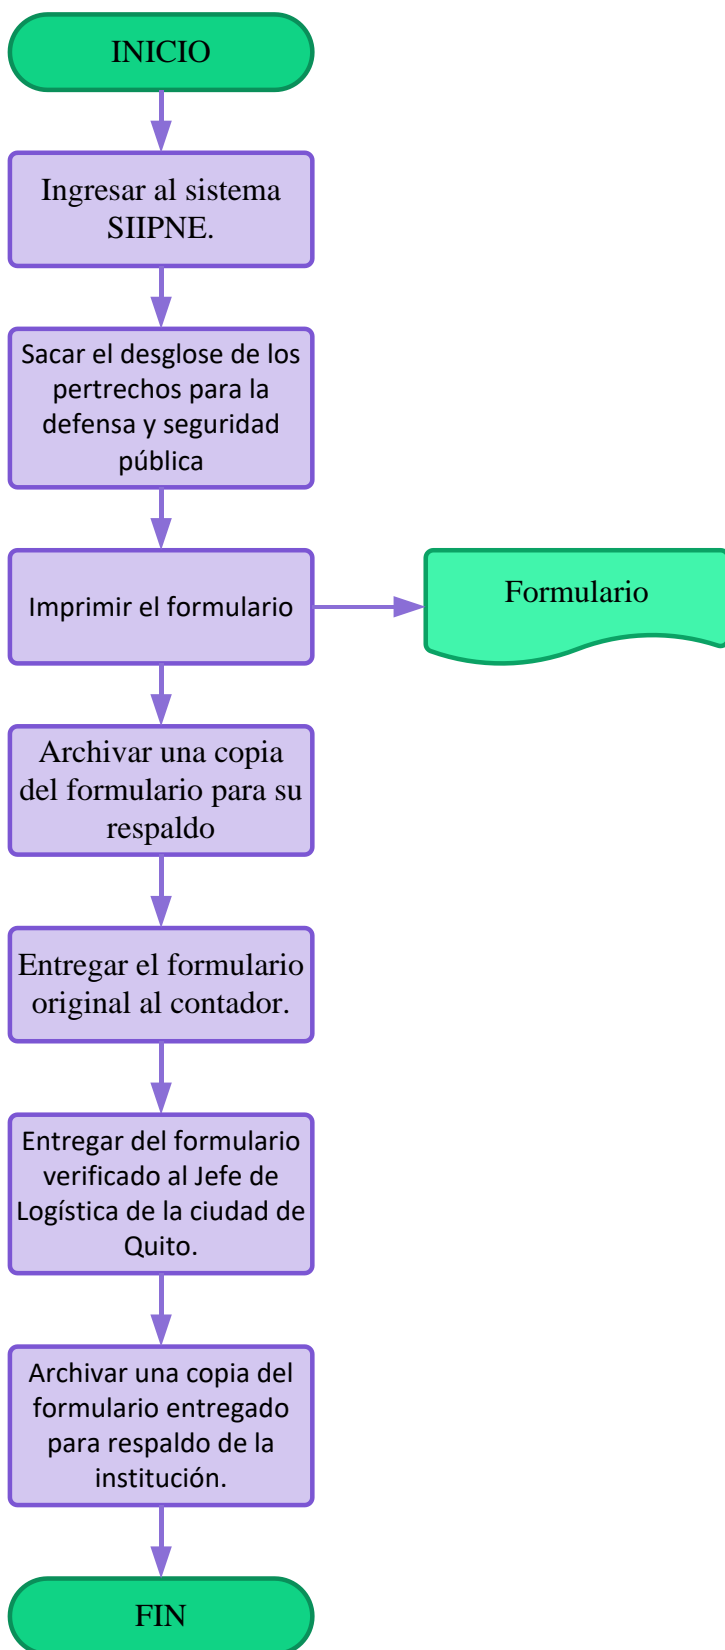 INICIO
Ingresar al sistema
SIIPNE.
Sacar el desglose de los
pertrechos para la
defensa y seguridad
pública
Imprimir el formulario
Formulario
Archivar una copia
del formulario para su
respaldo
Entregar el formulario
original al contador.
Entregar del formulario
verificado al Jefe de
Logística de la ciudad de
Quito.
Archivar una copia del
formulario entregado
para respaldo de la
institución.
FIN